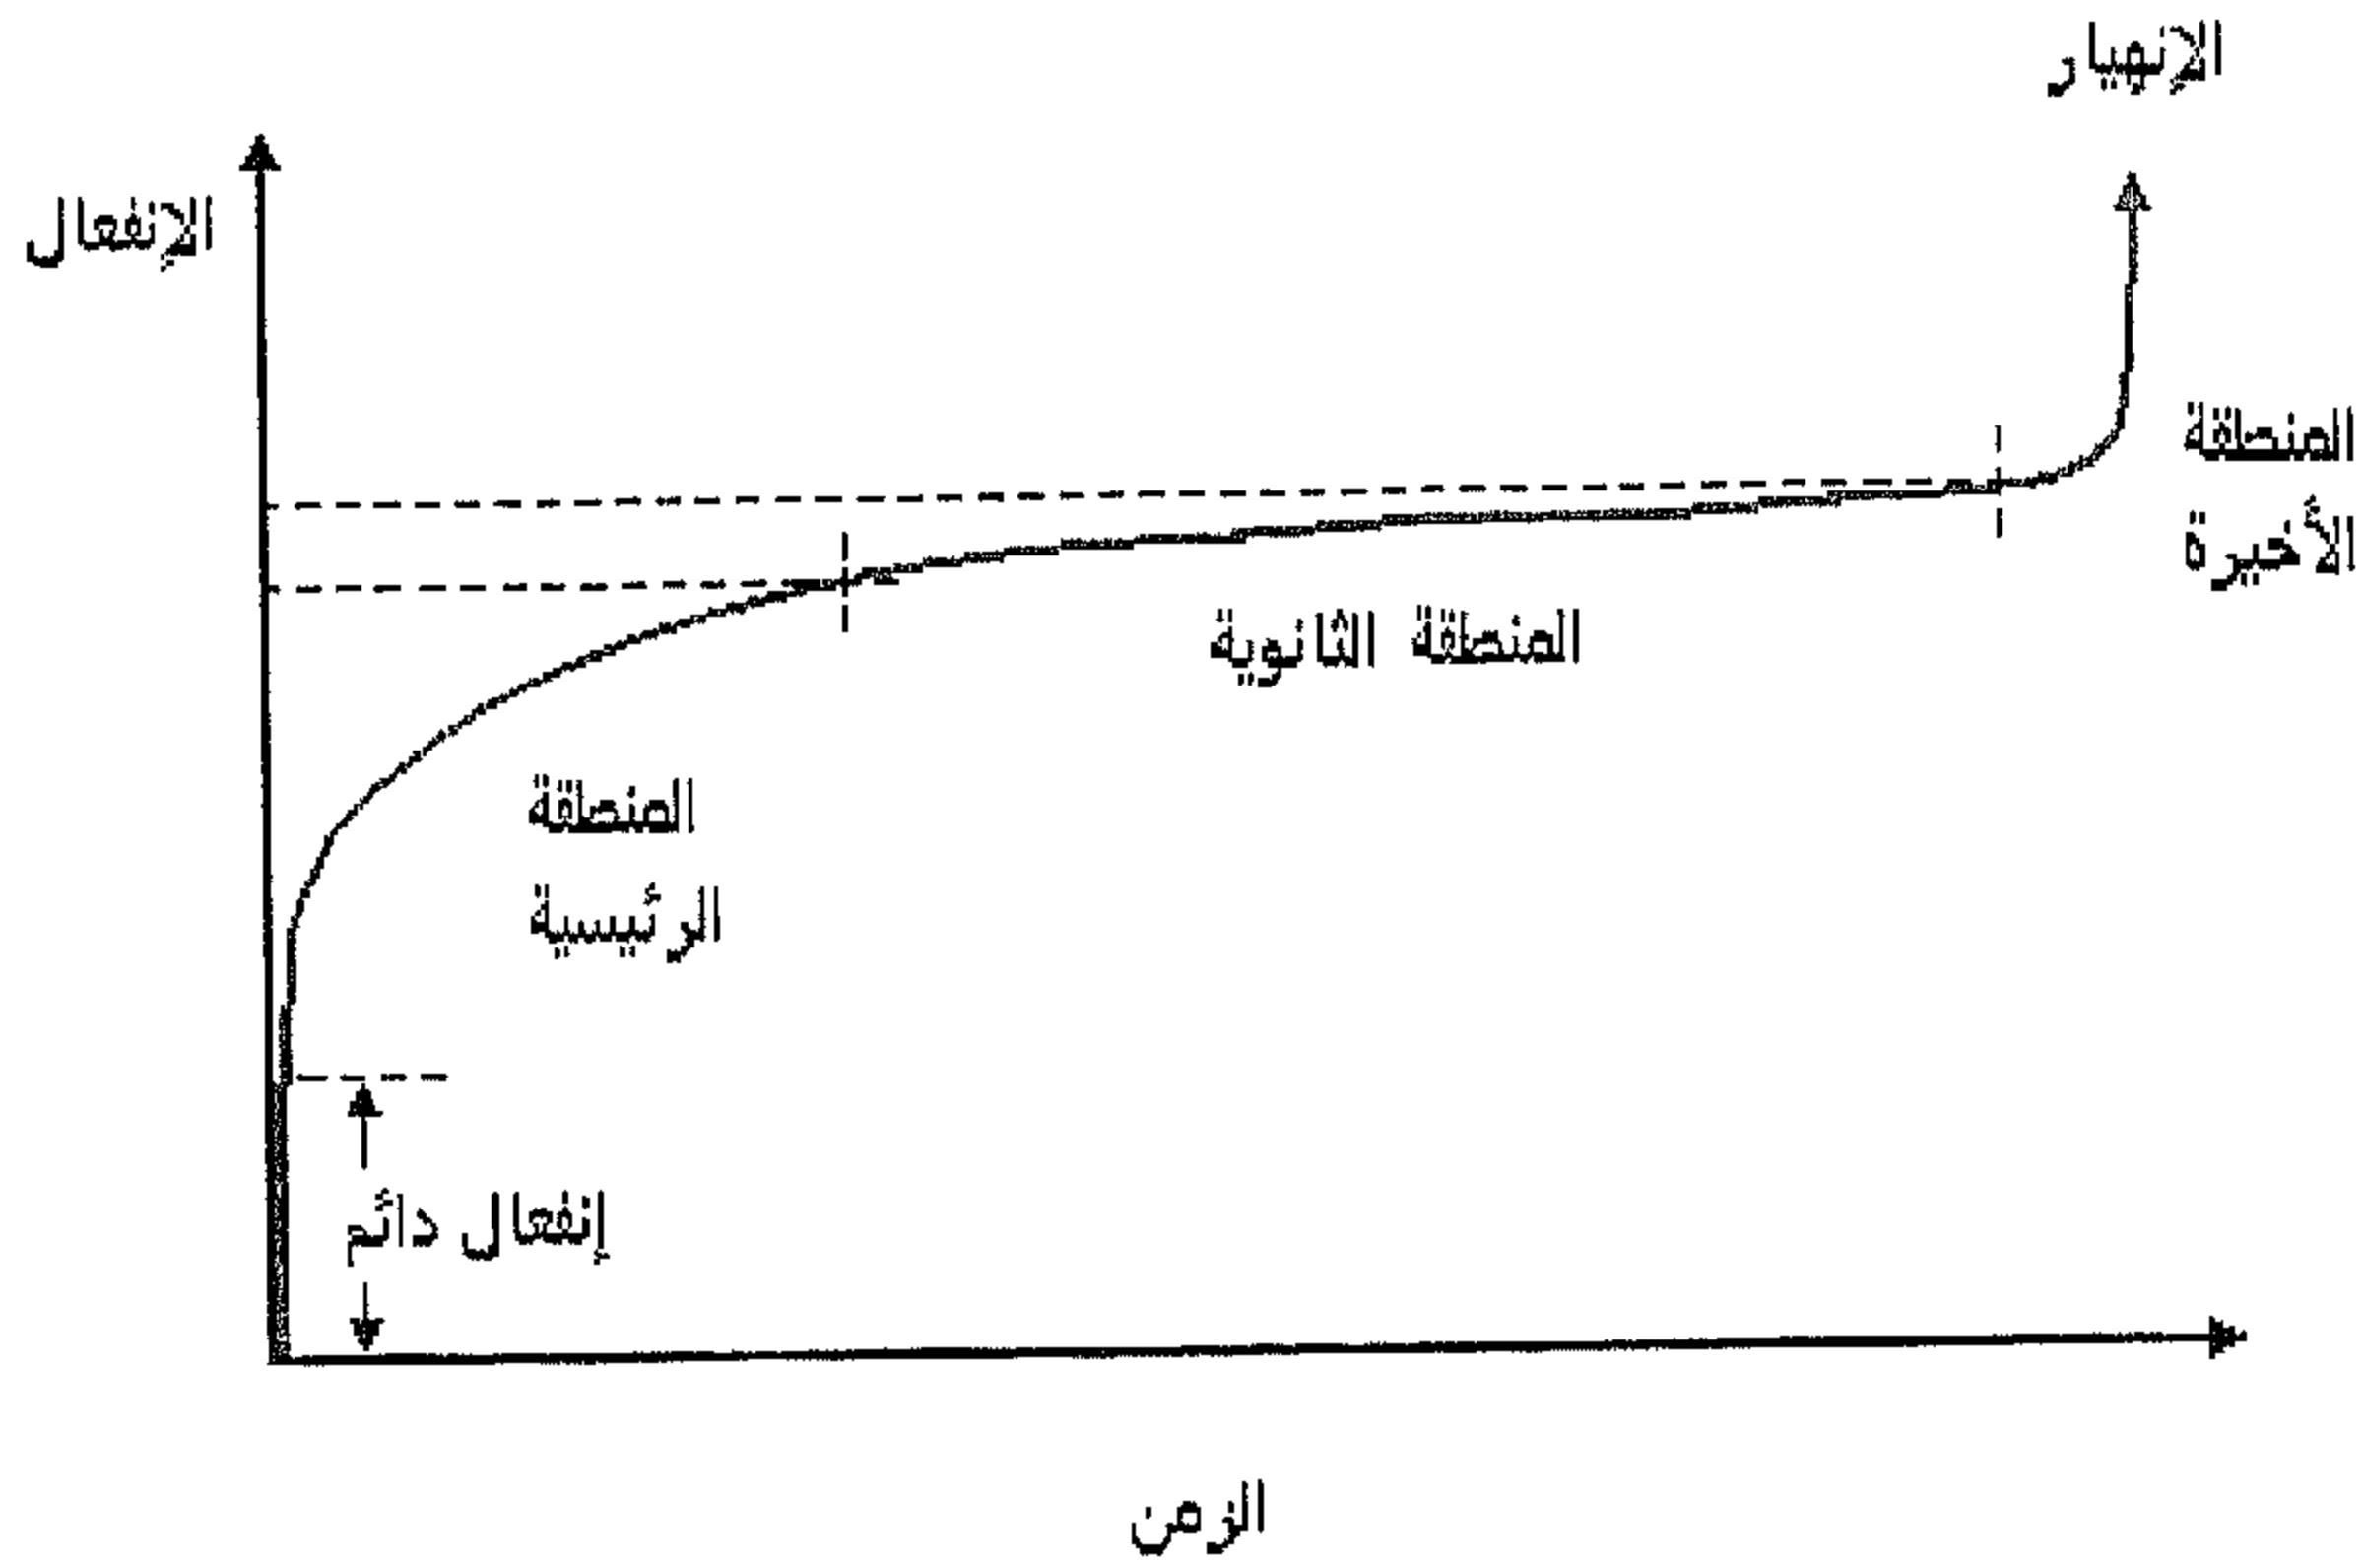 الإنهيار
الإنفعال
المنطقة
الأخيرة
المنطقة الثانوية
المنطقة
الرئيسية
إنفعال دائم
الزمن